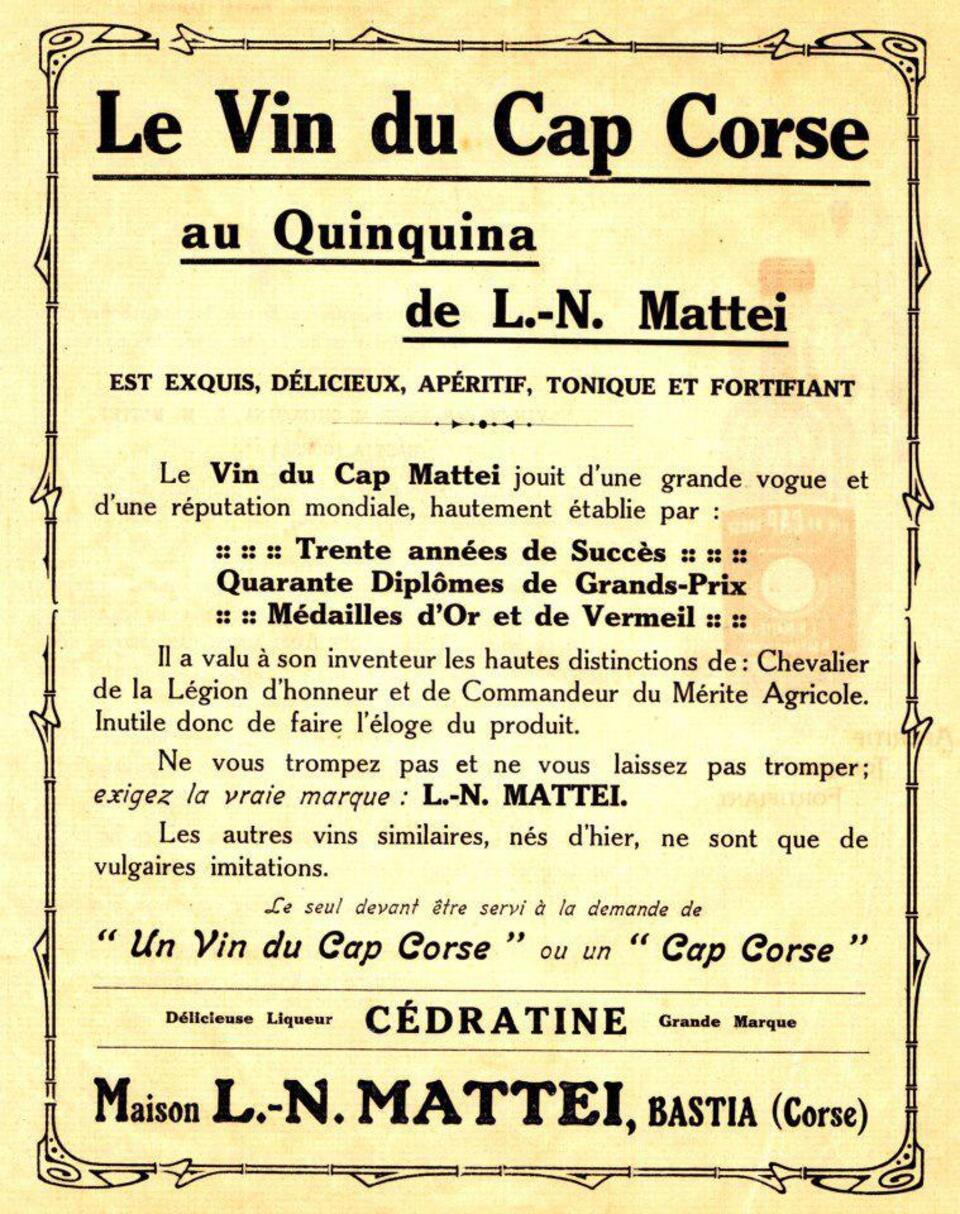 Le Vin du Cap Corse
au Quinquina
de L.-N. Mattei
EST EXQUIS, DÉLICIEUX, APÉRITIF, TONIQUE ET FORTIFIANT
Le Vin du Cap Mattei jouit d'une grande vogue et
d'une réputation mondiale, hautement établie par :
:: :: :: Trente années de Succès :: :: ::
Quarante Diplômes de Grands-Prix
:: :: Médailles d'Or et de Vermeil :: ::
Il a valu à son inventeur les hautes distinctions de : Chevalier
de la Légion d'honneur et de Commandeur du Mérite Agricole.
Inutile donc de faire l'éloge du produit.
Ne vous trompez pas et ne vous laissez pas tromper ;
exigez la vraie marque : L.-N. MATTEI.
Les autres vins similaires, nés d'hier, ne sont que de
vulgaires imitations.
Le seul devant être servi à la demande de
“ Un Vin du Cap Corse ” ou un “ Cap Corse ”
Délicieuse Liqueur CÉDRATINE Grande Marque
Maison L.-N. MATTEI, BASTIA (Corse)